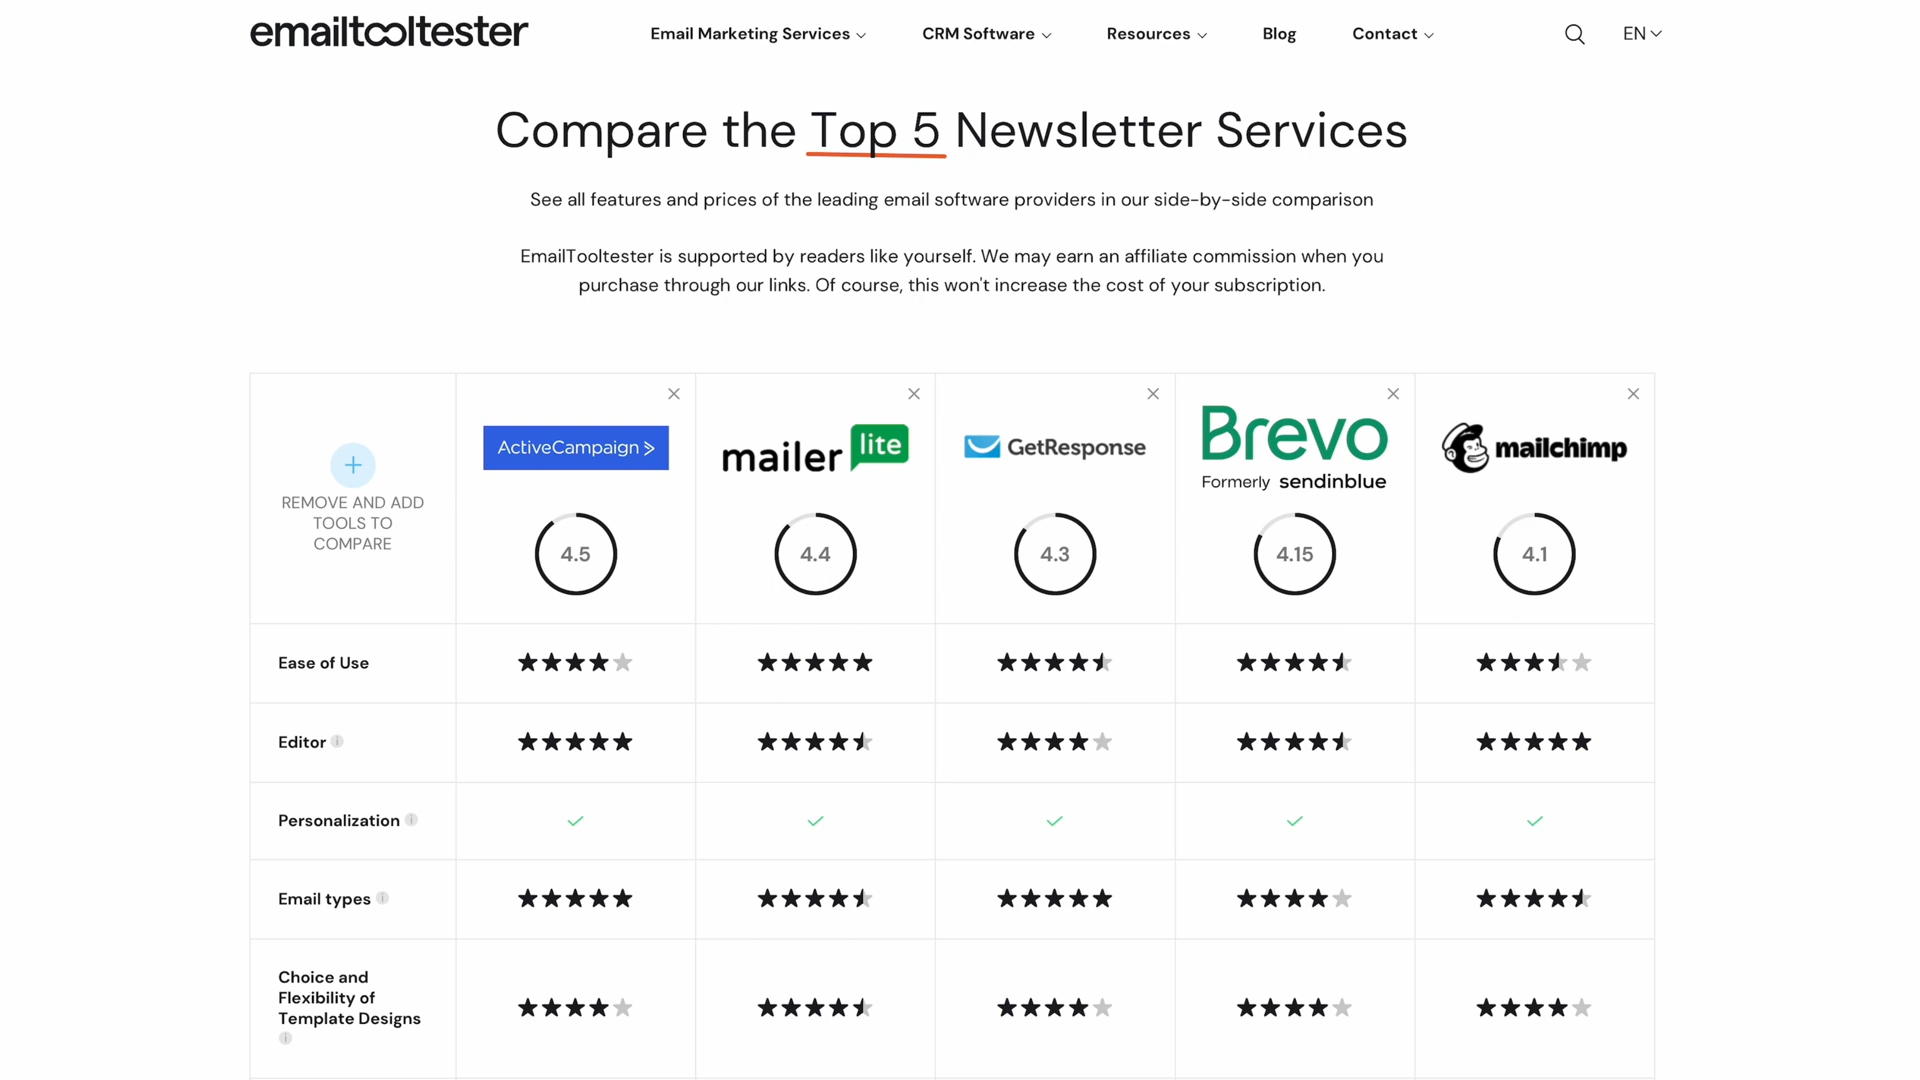 emailtooltester
Email Marketing Services
CRM Software
Resources
Blog
Contact
EN
Compare the Top 5 Newsletter Services
See all features and prices of the leading email software providers in our side-by-side comparison
EmailTooltester is supported by readers like yourself. We may earn an affiliate commission when you
purchase through our links. Of course, this won't increase the cost of your subscription.
REMOVE AND ADD
TOOLS TO
COMPARE
ActiveCampaign >
4.5
mailer lite
4.4
GetResponse
4.3
Brevo
Formerly sendinblue
4.15
mailchimp
4.1
Ease of Use
Editor
Personalization
Email types
Choice and
Flexibility of
Template Designs